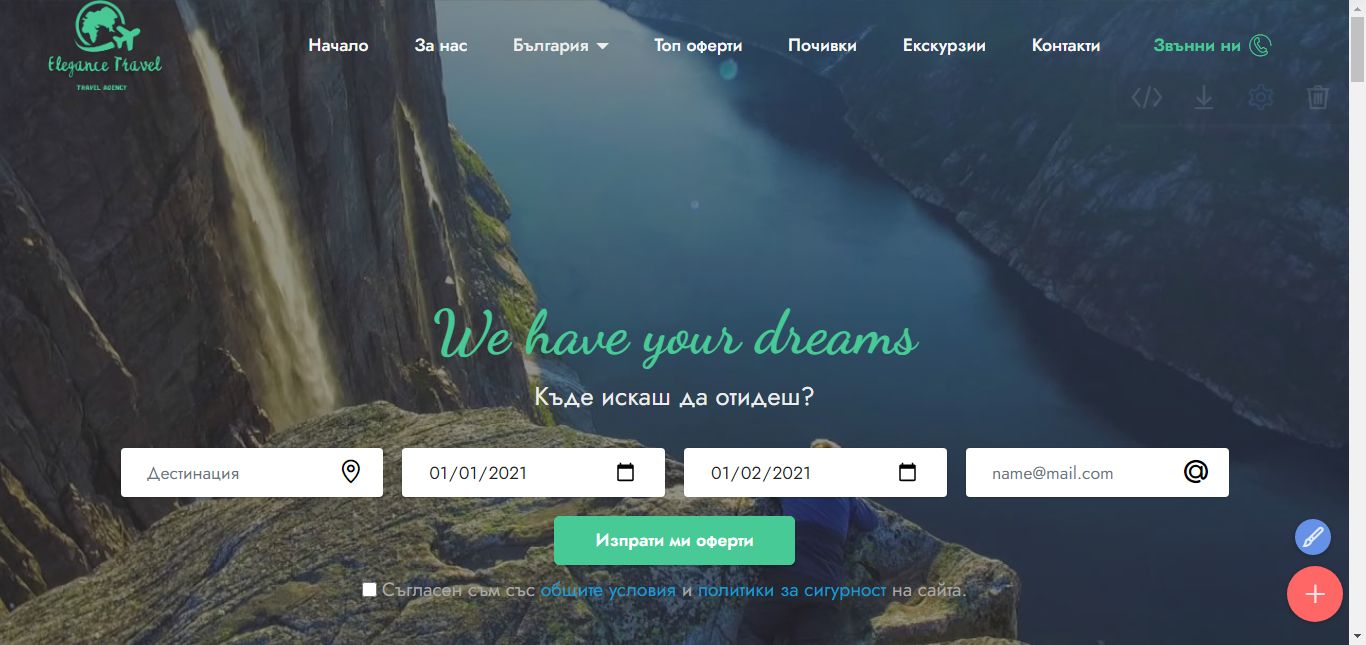 Elegance Travel
TRAVEL AGENCY
Начало За нас България Топ оферти Почивки Екскурзии Контакти Звънни ни
We have your dreams
Къде искаш да отидеш?
Дестинация 01/01/2021 01/02/2021 name@mail.com
Изпрати ми оферти
Съгласен съм със общите условия и политики за сигурност на сайта.